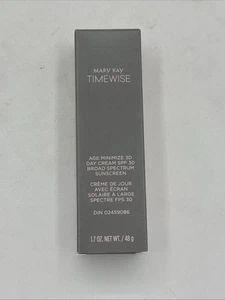 MARY KAY
TIMEWISE
AGE MINIMIZE 3D
DAY CREAM SPF 30
BROAD SPECTRUM
SUNSCREEN
CRÈME DE JOUR
AVEC ÉCRAN
SOLAIRE À LARGE
SPECTRE FPS 30
DIN 02459086
1.7 OZ. NET WT. / 48 g